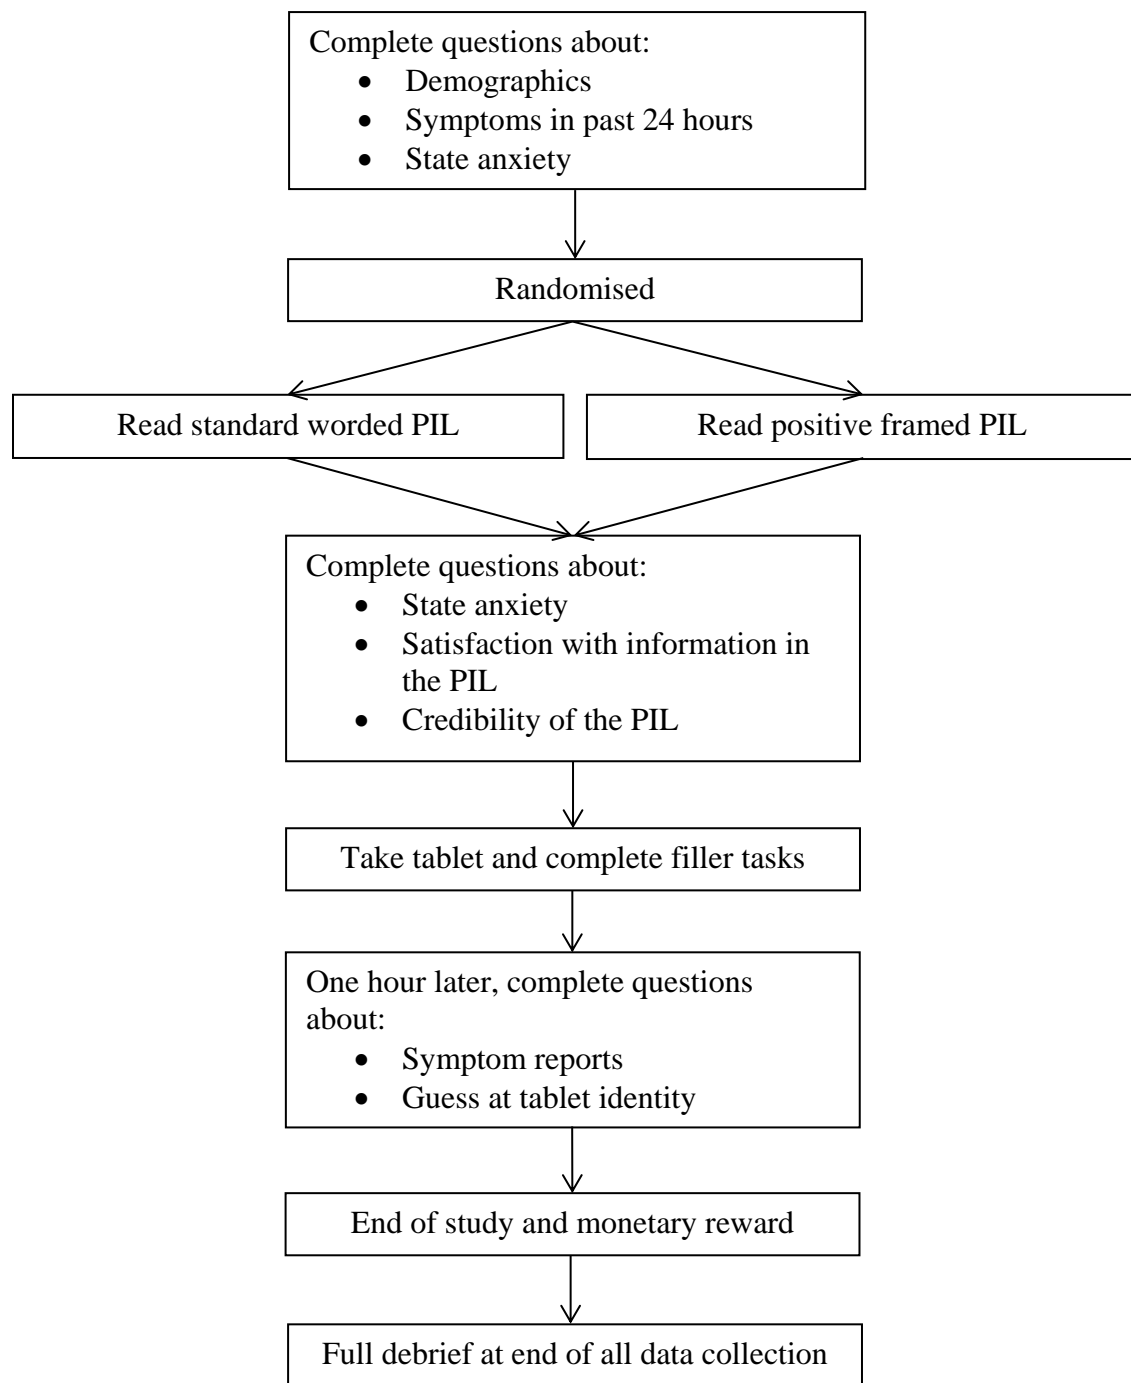 Complete questions about:
• Demographics
• Symptoms in past 24 hours
• State anxiety
Randomised
Read standard worded PIL
Read positive framed PIL
Complete questions about:
• State anxiety
• Satisfaction with information in
the PIL
• Credibility of the PIL
Take tablet and complete filler tasks
One hour later, complete questions
about:
• Symptom reports
• Guess at tablet identity
End of study and monetary reward
Full debrief at end of all data collection